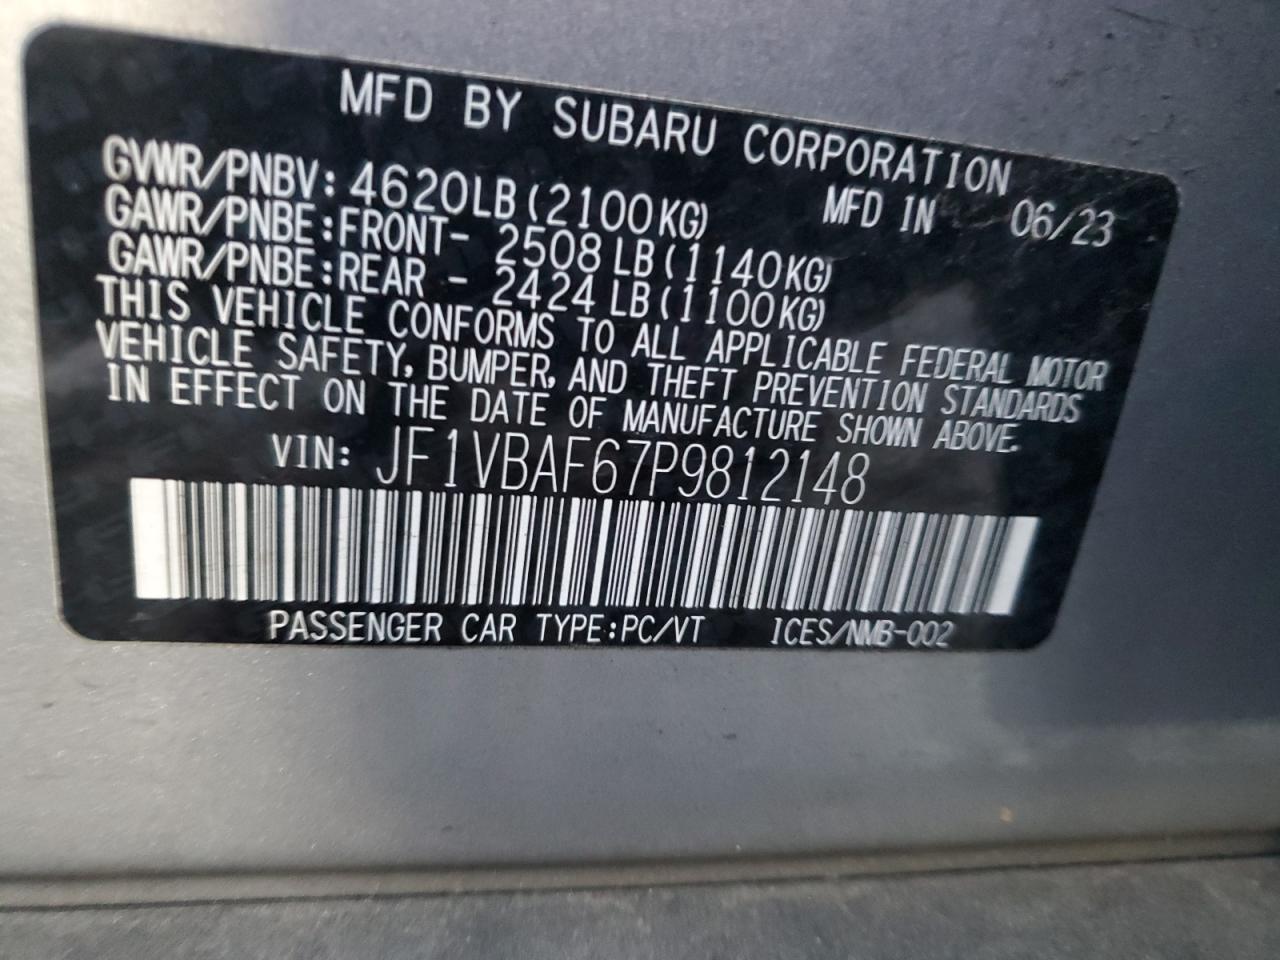 MFD BY SUBARU CORPORATION
GVWR/PNBV: 4620LB (2100KG) MFD IN 06/23
GAWR/PNBE:FRONT- 2508 LB (1140KG)
GAWR/PNBE:REAR - 2424 LB (1100KG)
THIS VEHICLE CONFORMS TO ALL APPLICABLE FEDERAL MOTOR
VEHICLE SAFETY, BUMPER, AND THEFT PREVENTION STANDARDS
IN EFFECT ON THE DATE OF MANUFACTURE SHOWN ABOVE.
VIN: JF1VBAF67P9812148
PASSENGER CAR TYPE:PC/VT ICES/NMB-002